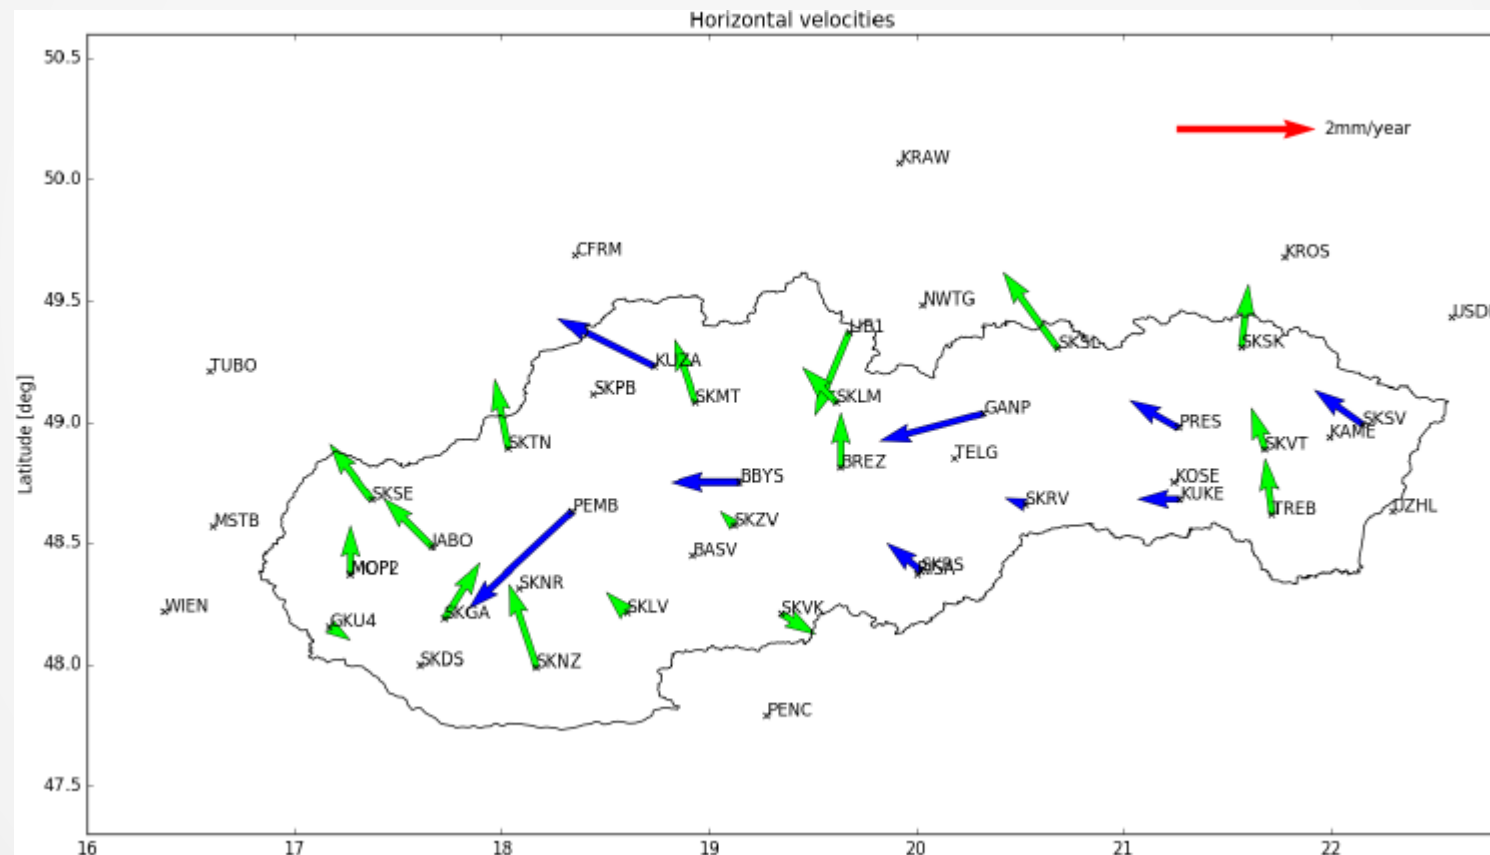 Horizontal velocities
50.5
2mm/year
KRAW
50.0
CFRM
KROS
49.5
NWTG
USDL
LIB1
SKSL
SKSK
TUBO
KUZA
SKPB
SKMT
SKLM
GANP
49.0
PRES
SKSV
KAME
SKTN
SKVT
BREZ
TELG
Latitude [deg]
BBYS
KOSE
SKSE
KUKE
PEMB
SKRV
TREB
UZHL
MSTB
SKZV
48.5
JABO
BASV
MOP2
SKRS
SKNR
WIEN
SKGA
SKLV
SKVK
GKU4
48.0
SKDS
SKNZ
PENC
47.5
16 17 18 19 20 21 22